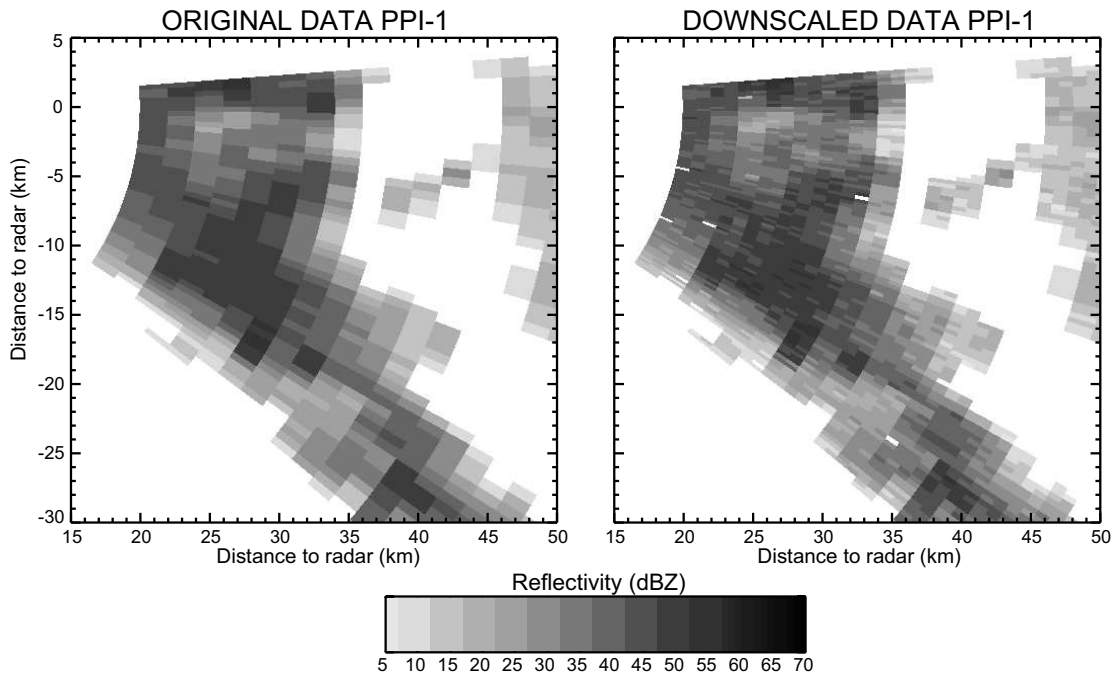 ORIGINAL DATA PPI-1
DOWNSCALED DATA PPI-1
Distance to radar (km)
5
0
-5
-10
-15
-20
-25
-30
15 20 25 30 35 40 45 50
15 20 25 30 35 40 45 50
Distance to radar (km)
Distance to radar (km)
Reflectivity (dBZ)
5 10 15 20 25 30 35 40 45 50 55 60 65 70